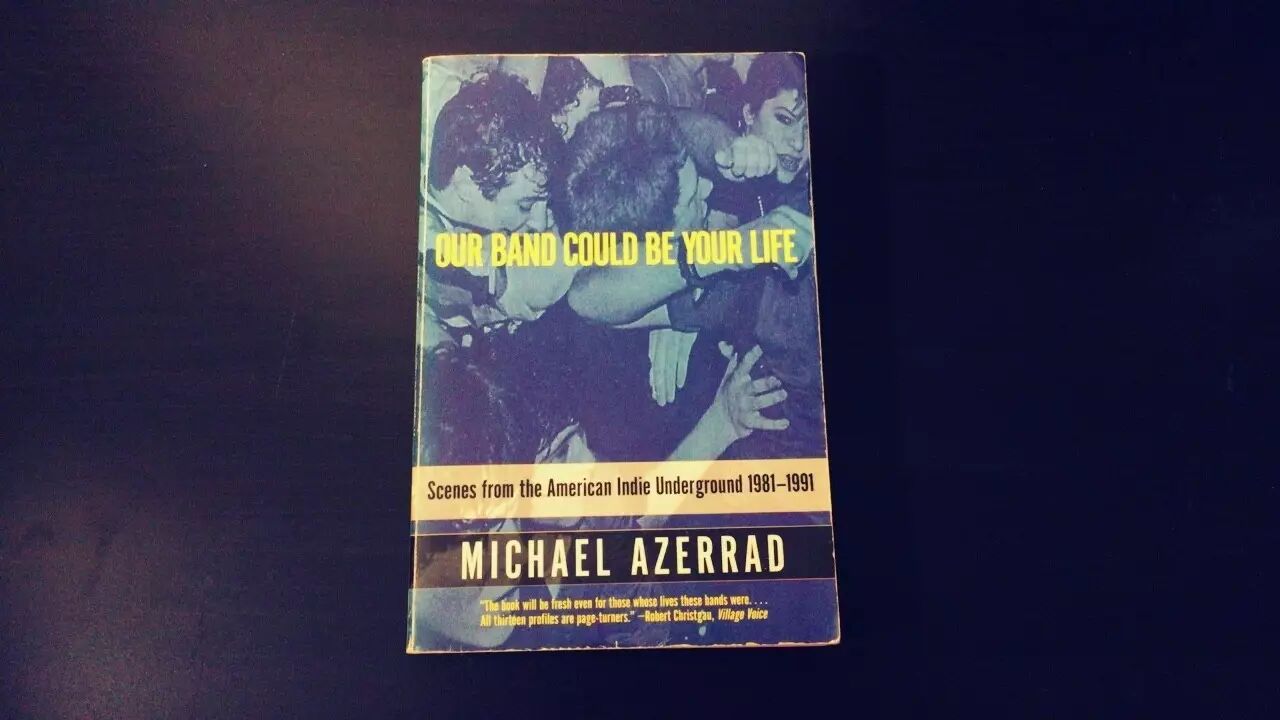 OUR BAND COULD BE YOUR LIFE
Scenes from the American Indie Underground 1981–1991
MICHAEL AZERRAD
"The book will be fresh even for those whose lives these bands were. . . .
All thirteen profiles are page-turners." —Robert Christgau, Village Voice